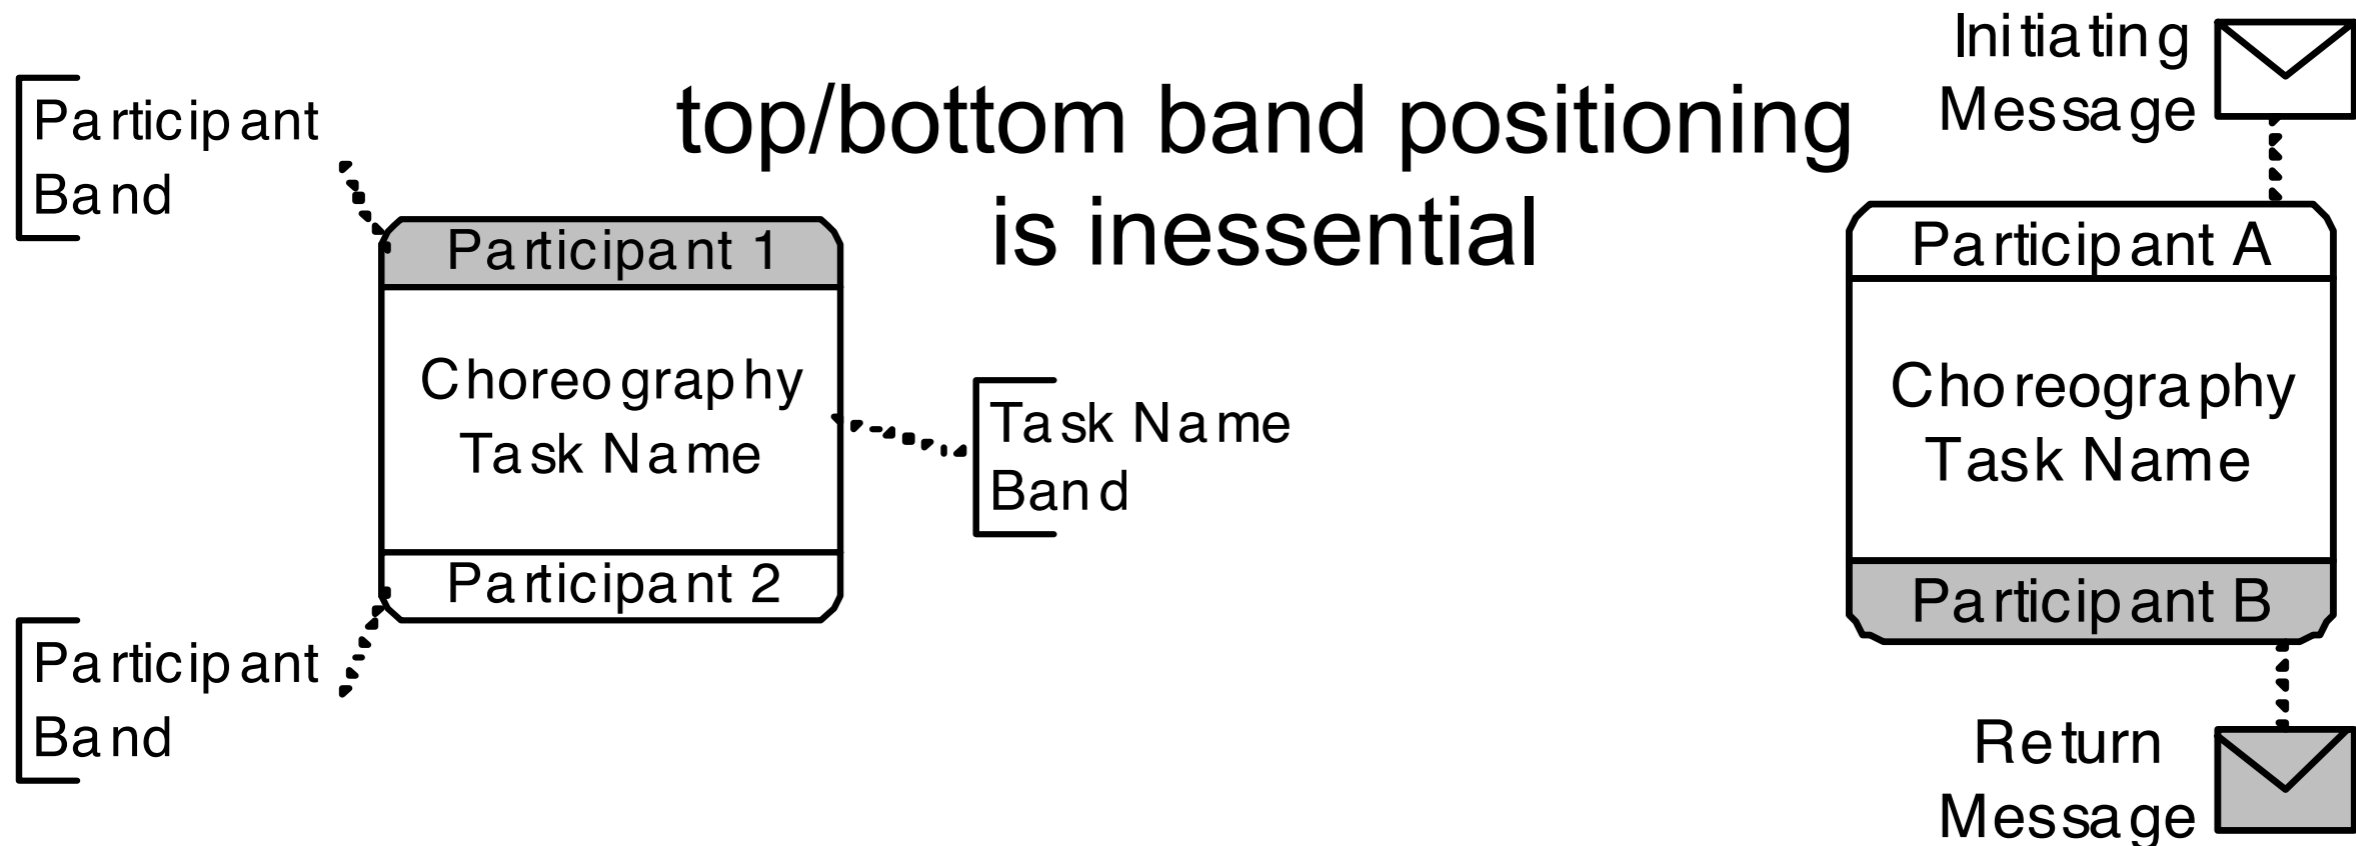 Participant
Band
top/bottom band positioning
is inessential
Initiating
Message
Participant 1
Choreography
Task Name
Participant 2
Task Name
Band
Participant
Band
Participant A
Choreography
Task Name
Participant B
Return
Message